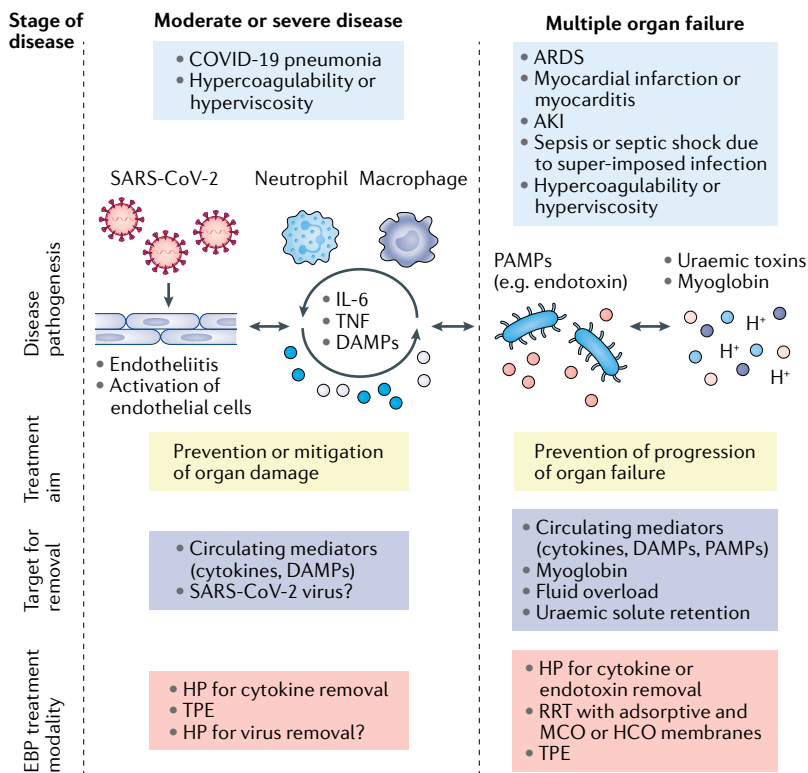 Stage of
disease
Moderate or severe disease
Multiple organ failure
• COVID-19 pneumonia
• Hypercoagulability or
hyperviscosity
• ARDS
• Myocardial infarction or
myocarditis
• AKI
• Sepsis or septic shock due
to super-imposed infection
• Hypercoagulability or
hyperviscosity
Disease
pathogenesis
SARS-CoV-2
Neutrophil
Macrophage
• IL-6
• TNF
• DAMPs
• Endotheliitis
• Activation of
endothelial cells
PAMPs
(e.g. endotoxin)
• Uraemic toxins
• Myoglobin
H+
H+
H+
Treatment
aim
Prevention or mitigation
of organ damage
Prevention of progression
of organ failure
Target for
removal
• Circulating mediators
(cytokines, DAMPs)
• SARS-CoV-2 virus?
• Circulating mediators
(cytokines, DAMPs, PAMPs)
• Myoglobin
• Fluid overload
• Uraemic solute retention
EBP treatment
modality
• HP for cytokine removal
• TPE
• HP for virus removal?
• HP for cytokine or
endotoxin removal
• RRT with adsorptive and
MCO or HCO membranes
• TPE